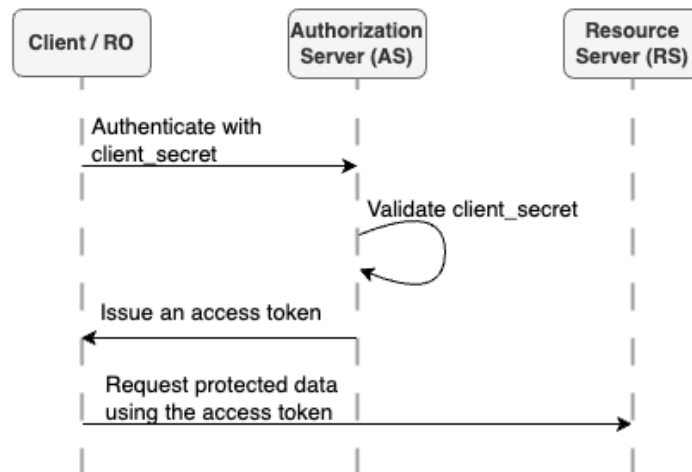 Client / RO
Authorization
Server (AS)
Resource
Server (RS)
Authenticate with
client_secret
Validate client_secret
Issue an access token
Request protected data
using the access token